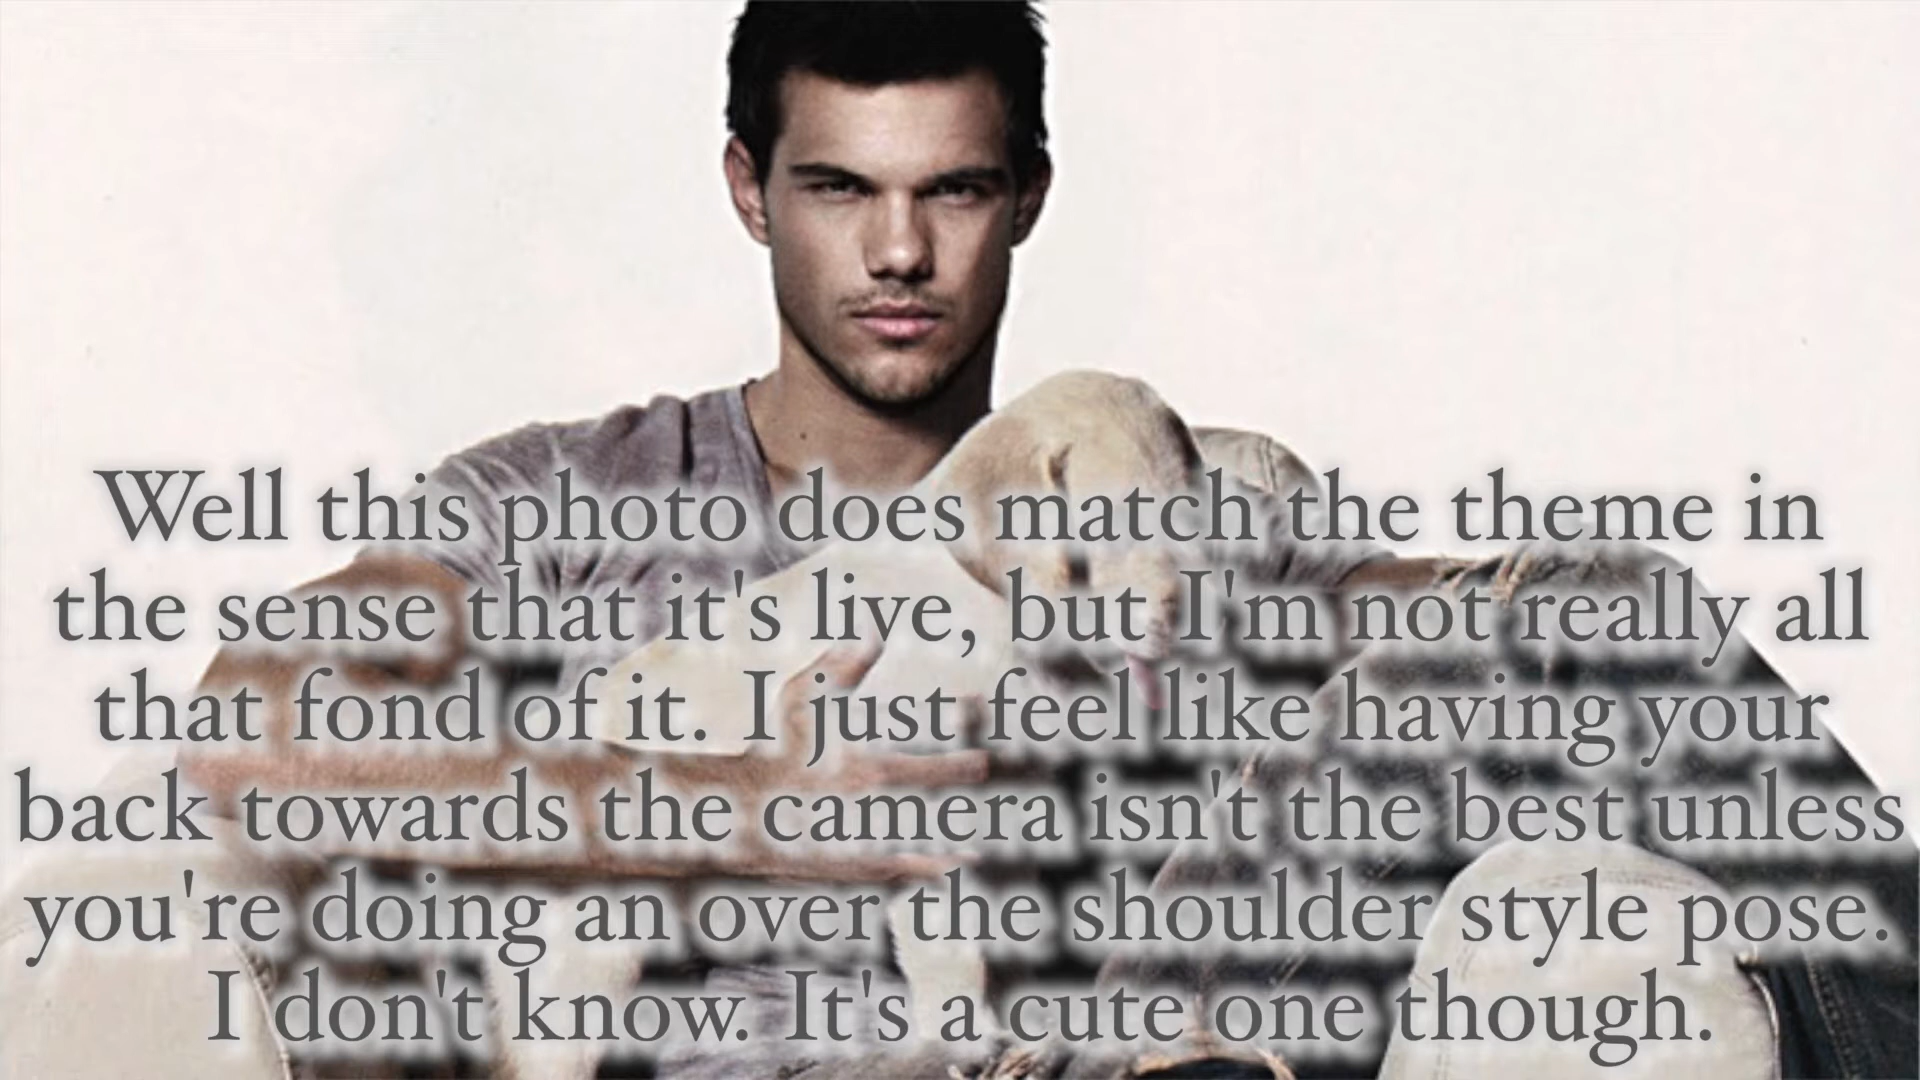 Well this photo does match the theme in
the sense that it's live, but I'm not really all
that fond of it. I just feel like having your
back towards the camera isn't the best unless
you're doing an over the shoulder style pose.
I don't know. It's a cute one though.